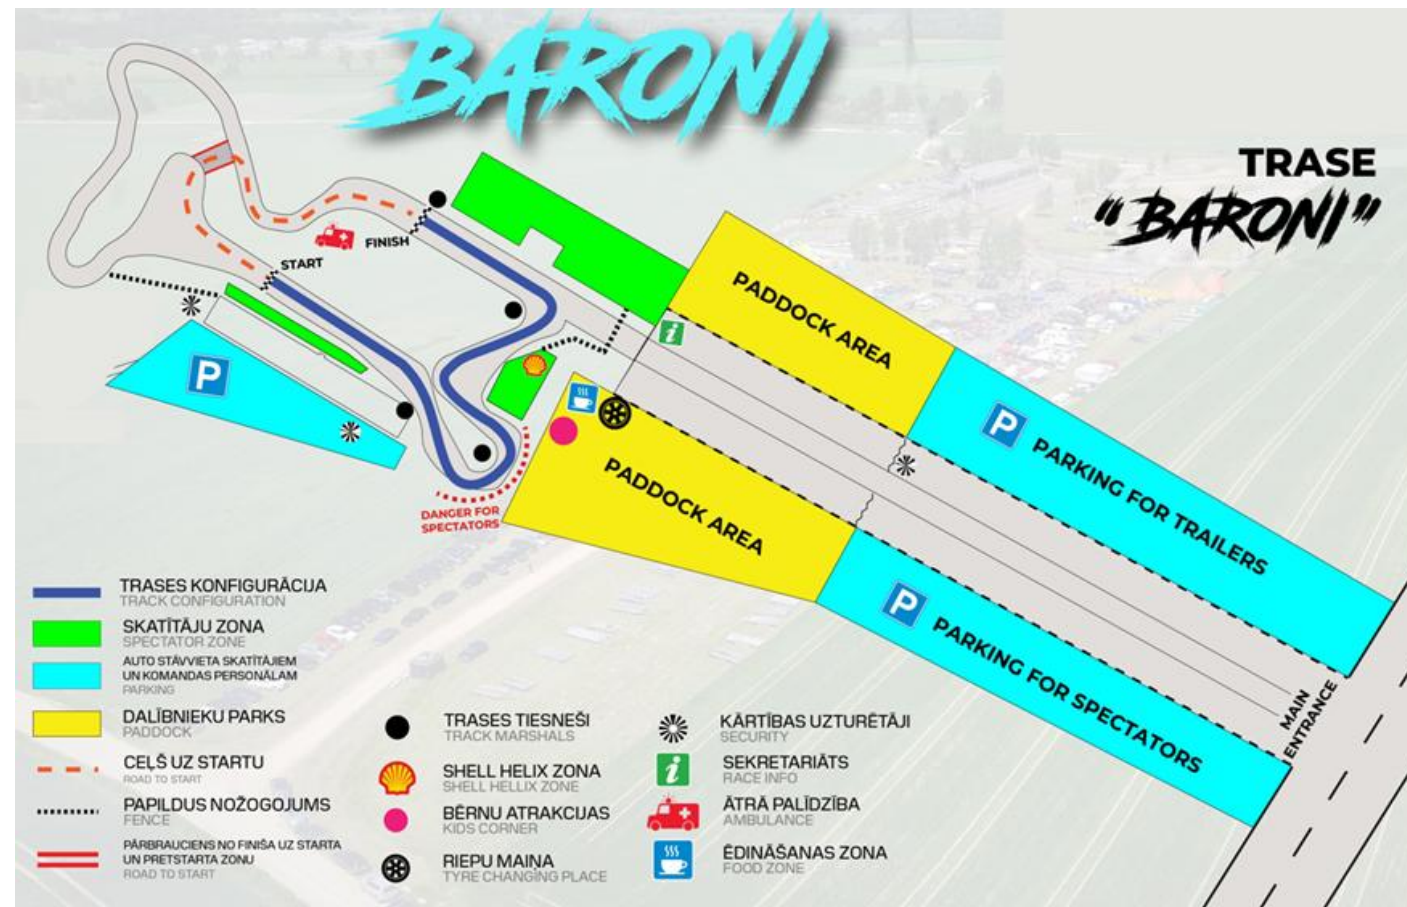 BARONI
TRASE
"BARONI"
PADDOCK AREA
FINISH
START
P
P
PARKING FOR TRAILERS
PADDOCK AREA
DANGER FOR
SPECTATORS
P
PARKING FOR SPECTATORS
MAIN
ENTRANCE
TRASES KONFIGURĀCIJA
TRACK CONFIGURATION
SKATĪTĀJU ZONA
SPECTATOR ZONE
AUTO STĀVVIETA SKATĪTĀJIEM
UN KOMANDAS PERSONĀLAM
PARKING
DALĪBNIEKU PARKS
PADDOCK
CEĻŠ UZ STARTU
ROAD TO START
PAPILDUS NOŽOGOJUMS
FENCE
PĀRBRAUCIENS NO FINIŠA UZ STARTA
UN PRETSTARTA ZONU
ROAD TO START
TRASES TIESNEŠI
TRACK MARSHALS
SHELL HELIX ZONA
SHELL HELLIX ZONE
BĒRNU ATRAKCIJAS
KIDS CORNER
RIEPU MAIŅA
TYRE CHANGING PLACE
KĀRTĪBAS UZTURĒTĀJI
SECURITY
i
SEKRETARIĀTS
RACE INFO
ĀTRĀ PALĪDZĪBA
AMBULANCE
ĒDINĀŠANAS ZONA
FOOD ZONE